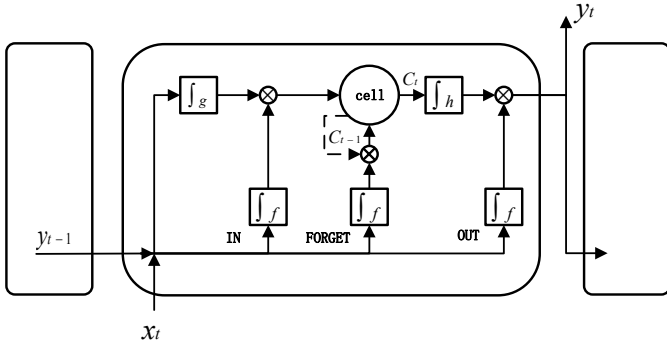 y_t
∫g
cell
C_t
∫h
C_{t-1}
∫f
∫f
∫f
IN
FORGET
OUT
y_{t-1}
x_t